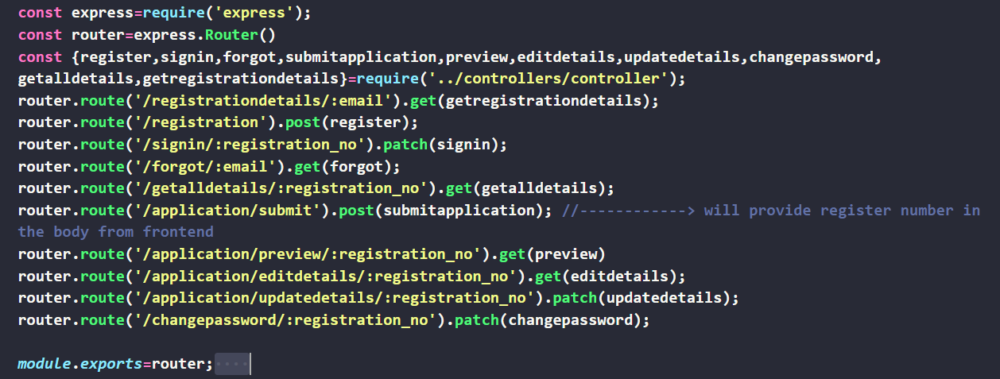 const express=require('express');
const router=express.Router()
const {register,signin,forgot,submitapplication,preview,editdetails,updatedetails,changepassword,
getalldetails,getregistrationdetails}=require('../controllers/controller');
router.route('/registrationdetails/:email').get(getregistrationdetails);
router.route('/registration').post(register);
router.route('/signin/:registration_no').patch(signin);
router.route('/forgot/:email').get(forgot);
router.route('/getalldetails/:registration_no').get(getalldetails);
router.route('/application/submit').post(submitapplication); //------------> will provide register number in
the body from frontend
router.route('/application/preview/:registration_no').get(preview)
router.route('/application/editdetails/:registration_no').get(editdetails);
router.route('/application/updatedetails/:registration_no').patch(updatedetails);
router.route('/changepassword/:registration_no').patch(changepassword);
module.exports=router;